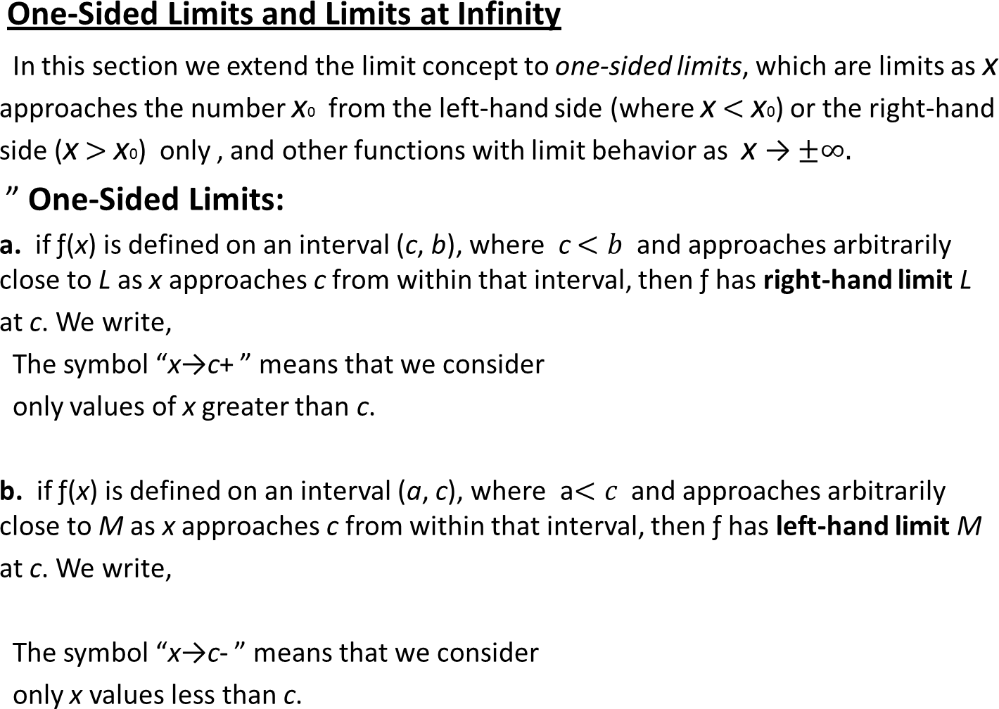 One-Sided Limits and Limits at Infinity
In this section we extend the limit concept to one-sided limits, which are limits as x
approaches the number x₀ from the left-hand side (where x < x₀) or the right-hand
side (x > x₀) only , and other functions with limit behavior as x → ±∞.
” One-Sided Limits:
a. if ƒ(x) is defined on an interval (c, b), where c < b and approaches arbitrarily
close to L as x approaches c from within that interval, then ƒ has right-hand limit L
at c. We write,
The symbol “x→c+ ” means that we consider
only values of x greater than c.
b. if ƒ(x) is defined on an interval (a, c), where a< c and approaches arbitrarily
close to M as x approaches c from within that interval, then ƒ has left-hand limit M
at c. We write,
The symbol “x→c- ” means that we consider
only x values less than c.